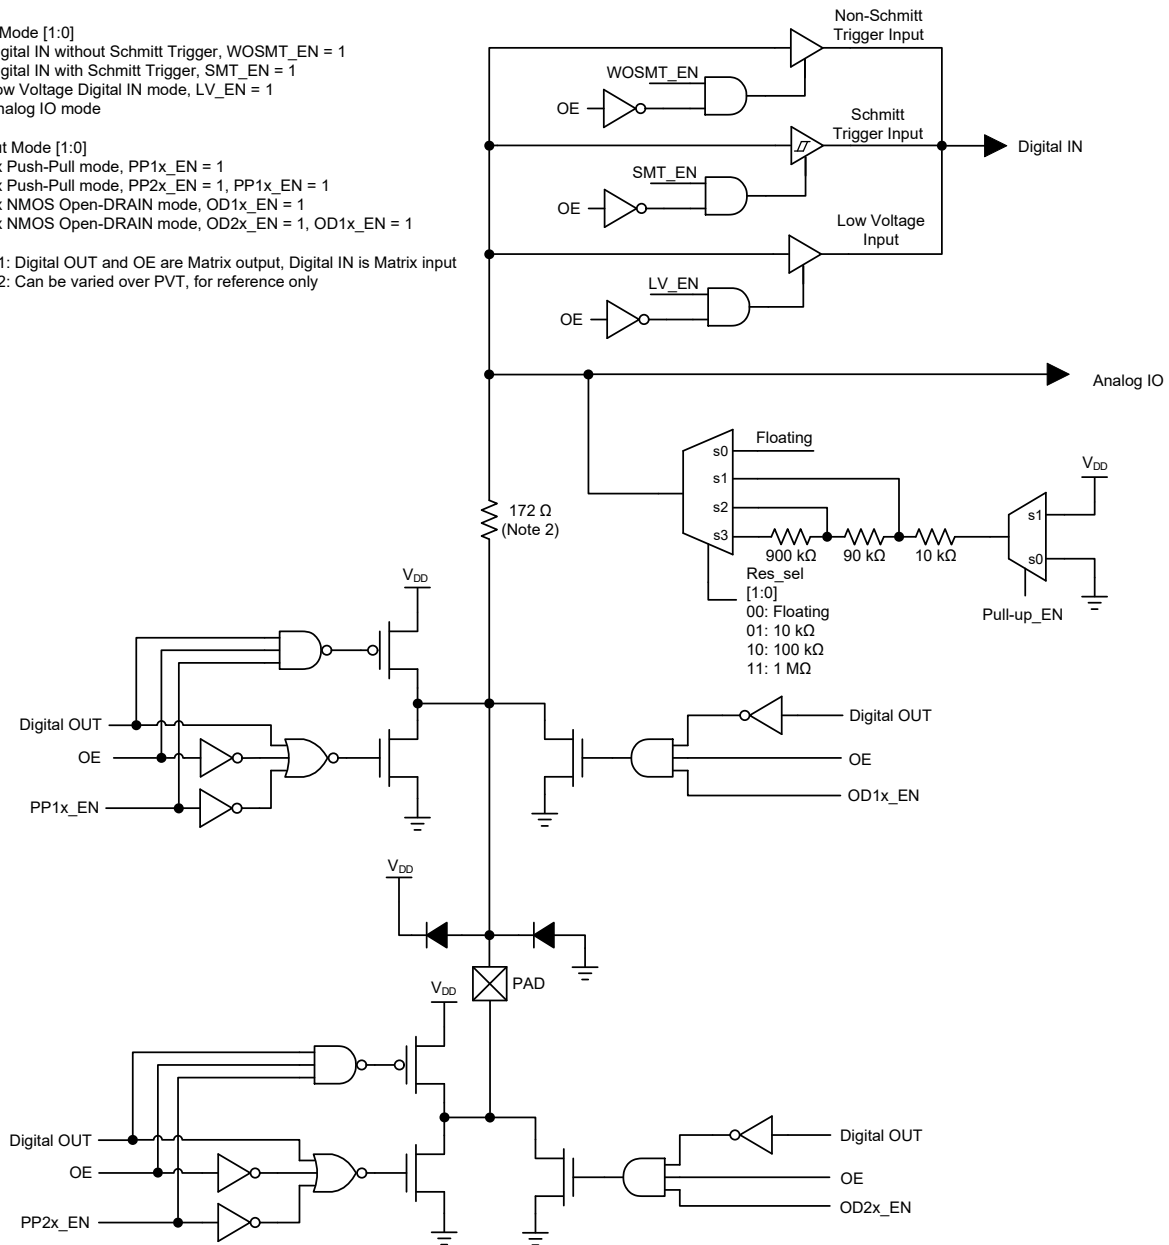 Mode [1:0]
gital IN without Schmitt Trigger, WOSMT_EN = 1
gital IN with Schmitt Trigger, SMT_EN = 1
ow Voltage Digital IN mode, LV_EN = 1
nalog IO mode
ut Mode [1:0]
x Push-Pull mode, PP1x_EN = 1
x Push-Pull mode, PP2x_EN = 1, PP1x_EN = 1
x NMOS Open-DRAIN mode, OD1x_EN = 1
x NMOS Open-DRAIN mode, OD2x_EN = 1, OD1x_EN = 1
1: Digital OUT and OE are Matrix output, Digital IN is Matrix input
2: Can be varied over PVT, for reference only
Non-Schmitt
Trigger Input
WOSMT_EN
OE
Schmitt
Trigger Input
Digital IN
SMT_EN
OE
Low Voltage
Input
LV_EN
OE
Analog IO
Floating
s0
s1
s2
s3
900 kΩ
90 kΩ
10 kΩ
VDD
s1
s0
Pull-up_EN
Res_sel
[1:0]
00: Floating
01: 10 kΩ
10: 100 kΩ
11: 1 MΩ
172 Ω
(Note 2)
VDD
Digital OUT
OE
PP1x_EN
Digital OUT
OE
OD1x_EN
VDD
PAD
VDD
Digital OUT
OE
PP2x_EN
Digital OUT
OE
OD2x_EN